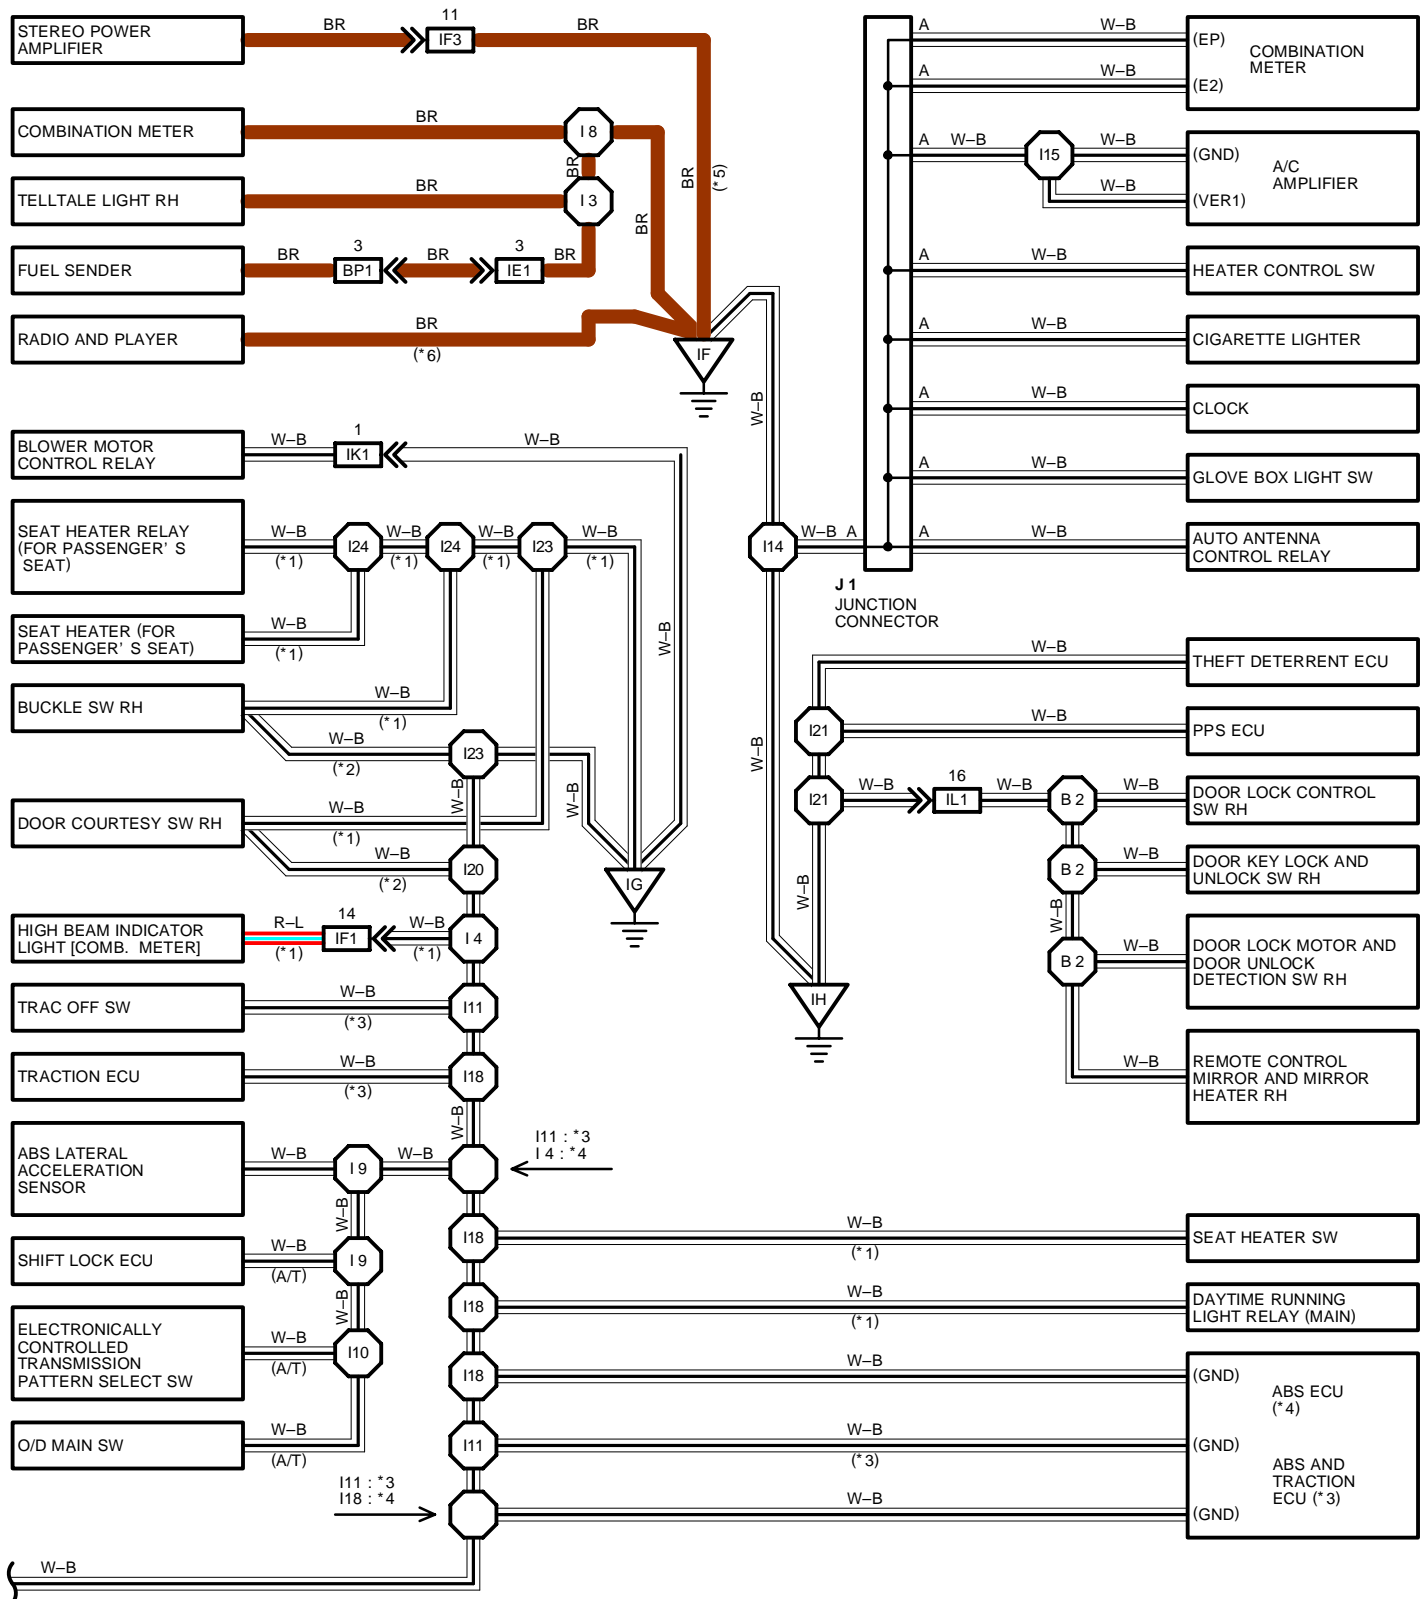 STEREO POWER
AMPLIFIER
BR
11
IF3
BR
COMBINATION METER
BR
I 8
BR
TELLTALE LIGHT RH
BR
I 3
BR
BR
(*5)
FUEL SENDER
BR
3
BP1
BR
3
IE1
BR
RADIO AND PLAYER
BR
(*6)
IF
BLOWER MOTOR
CONTROL RELAY
W–B
1
IK1
W–B
W–B
SEAT HEATER RELAY
(FOR PASSENGER' S
SEAT)
W–B
(*1)
I24
W–B
(*1)
I24
W–B
(*1)
I23
W–B
(*1)
SEAT HEATER (FOR
PASSENGER' S SEAT)
W–B
(*1)
BUCKLE SW RH
W–B
(*1)
W–B
(*2)
I23
W–B
W–B
DOOR COURTESY SW RH
W–B
(*1)
W–B
(*2)
I20
IG
HIGH BEAM INDICATOR
LIGHT [COMB. METER]
R–L
(*1)
14
IF1
W–B
(*1)
I 4
TRAC OFF SW
W–B
(*3)
I11
TRACTION ECU
W–B
(*3)
I18
W–B
ABS LATERAL
ACCELERATION
SENSOR
W–B
I 9
W–B
I11 : *3
I 4 : *4
W–B
SHIFT LOCK ECU
W–B
(A/T)
I 9
W–B
ELECTRONICALLY
CONTROLLED
TRANSMISSION
PATTERN SELECT SW
W–B
(A/T)
I10
O/D MAIN SW
W–B
(A/T)
I11 : *3
I18 : *4
W–B
A
W–B
(EP)
A
W–B
(E2)
COMBINATION
METER
A
W–B
I15
W–B
(GND)
W–B
(VER1)
A/C
AMPLIFIER
A
W–B
HEATER CONTROL SW
A
W–B
CIGARETTE LIGHTER
A
W–B
CLOCK
A
W–B
GLOVE BOX LIGHT SW
W–B
I14
W–B A
A
W–B
AUTO ANTENNA
CONTROL RELAY
J 1
JUNCTION
CONNECTOR
W–B
W–B
THEFT DETERRENT ECU
I21
W–B
PPS ECU
I21
W–B
16
IL1
W–B
B 2
W–B
DOOR LOCK CONTROL
SW RH
W–B
B 2
W–B
DOOR KEY LOCK AND
UNLOCK SW RH
W–B
B 2
W–B
DOOR LOCK MOTOR AND
DOOR UNLOCK
DETECTION SW RH
IH
W–B
REMOTE CONTROL
MIRROR AND MIRROR
HEATER RH
I18
W–B
(*1)
SEAT HEATER SW
I18
W–B
(*1)
DAYTIME RUNNING
LIGHT RELAY (MAIN)
I18
W–B
(GND)
ABS ECU
(*4)
I11
W–B
(*3)
(GND)
ABS AND
TRACTION
ECU (*3)
W–B
(GND)